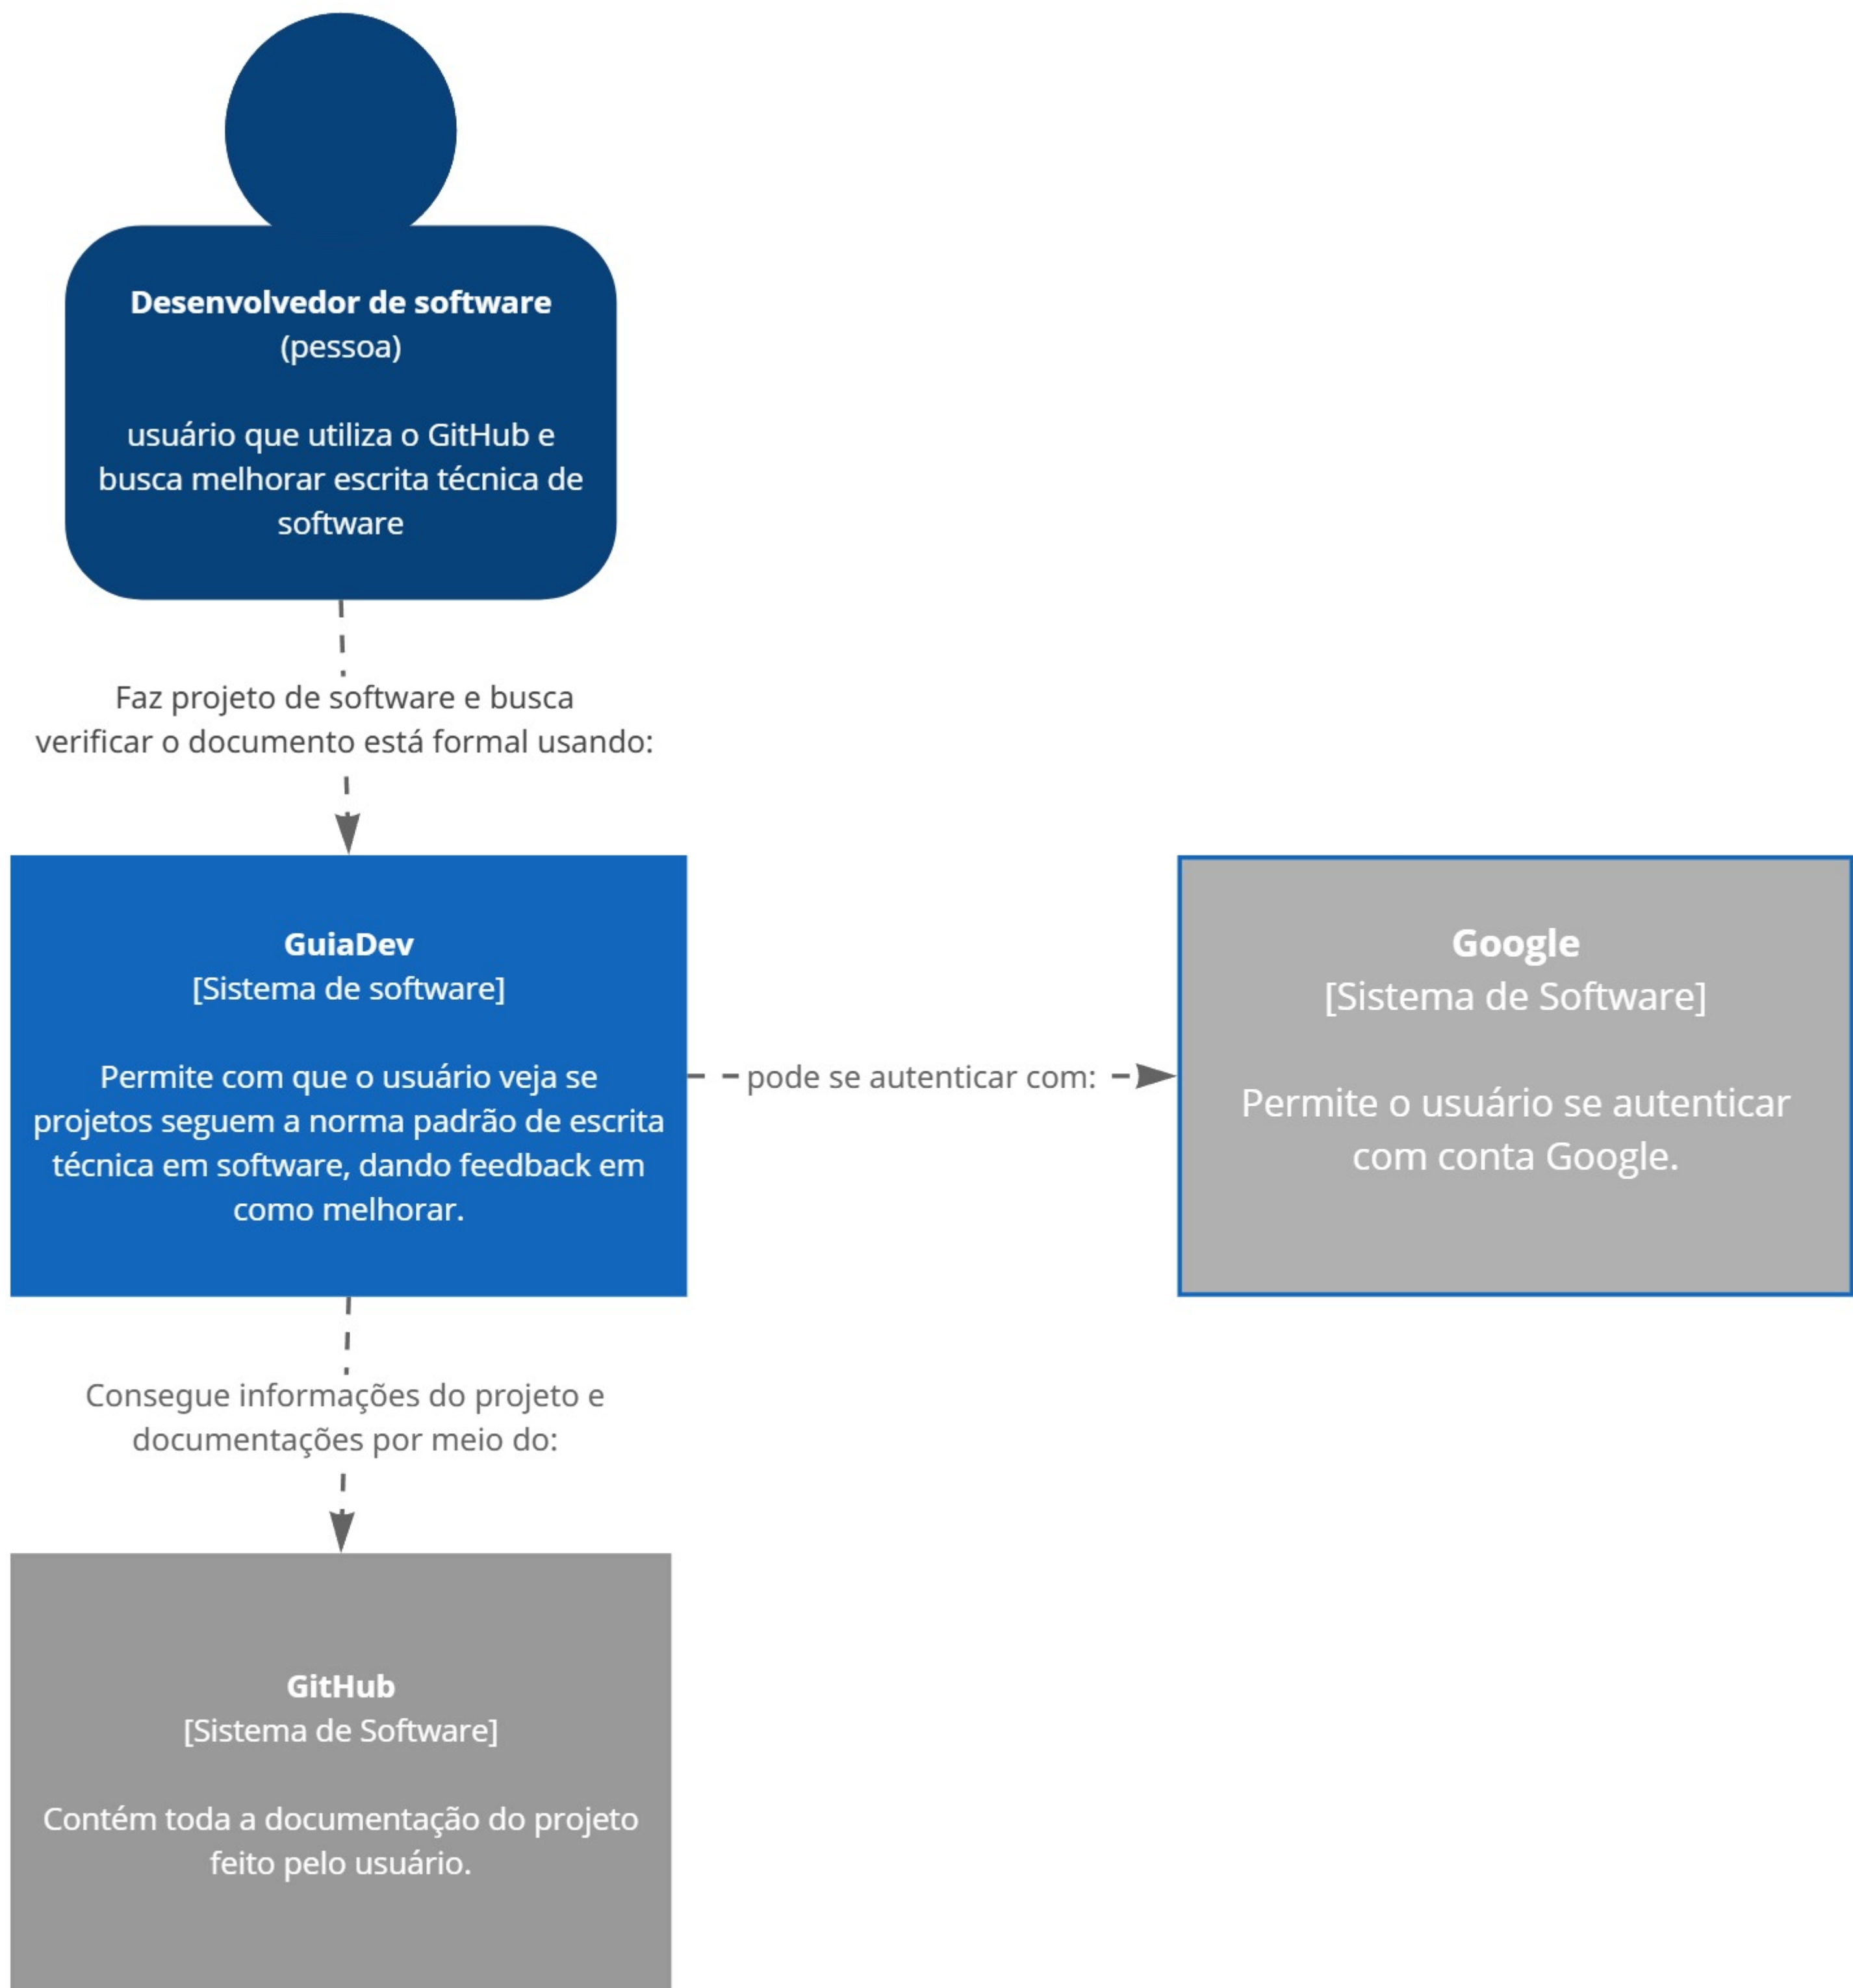 Desenvolvedor de software
(pessoa)
usuário que utiliza o GitHub e
busca melhorar escrita técnica de
software
Faz projeto de software e busca
verificar o documento está formal usando:
GuiaDev
[Sistema de software]
Permite com que o usuário veja se
projetos seguem a norma padrão de escrita
técnica em software, dando feedback em
como melhorar.
pode se autenticar com:
Google
[Sistema de Software]
Permite o usuário se autenticar
com conta Google.
Consegue informações do projeto e
documentações por meio do:
GitHub
[Sistema de Software]
Contém toda a documentação do projeto
feito pelo usuário.